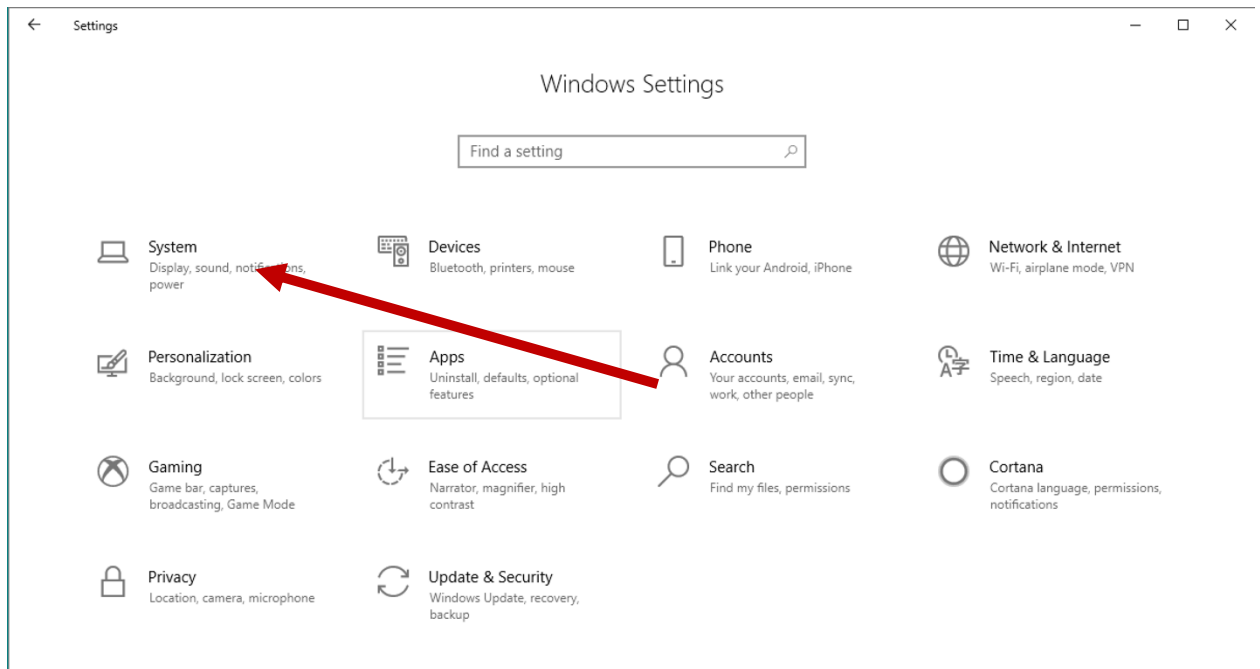 Settings
Windows Settings
Find a setting
System
Display, sound, notifications,
power
Devices
Bluetooth, printers, mouse
Phone
Link your Android, iPhone
Network & Internet
Wi-Fi, airplane mode, VPN
Personalization
Background, lock screen, colors
Apps
Uninstall, defaults, optional
features
Accounts
Your accounts, email, sync,
work, other people
Time & Language
Speech, region, date
Gaming
Game bar, captures,
broadcasting, Game Mode
Ease of Access
Narrator, magnifier, high
contrast
Search
Find my files, permissions
Cortana
Cortana language, permissions,
notifications
Privacy
Location, camera, microphone
Update & Security
Windows Update, recovery,
backup